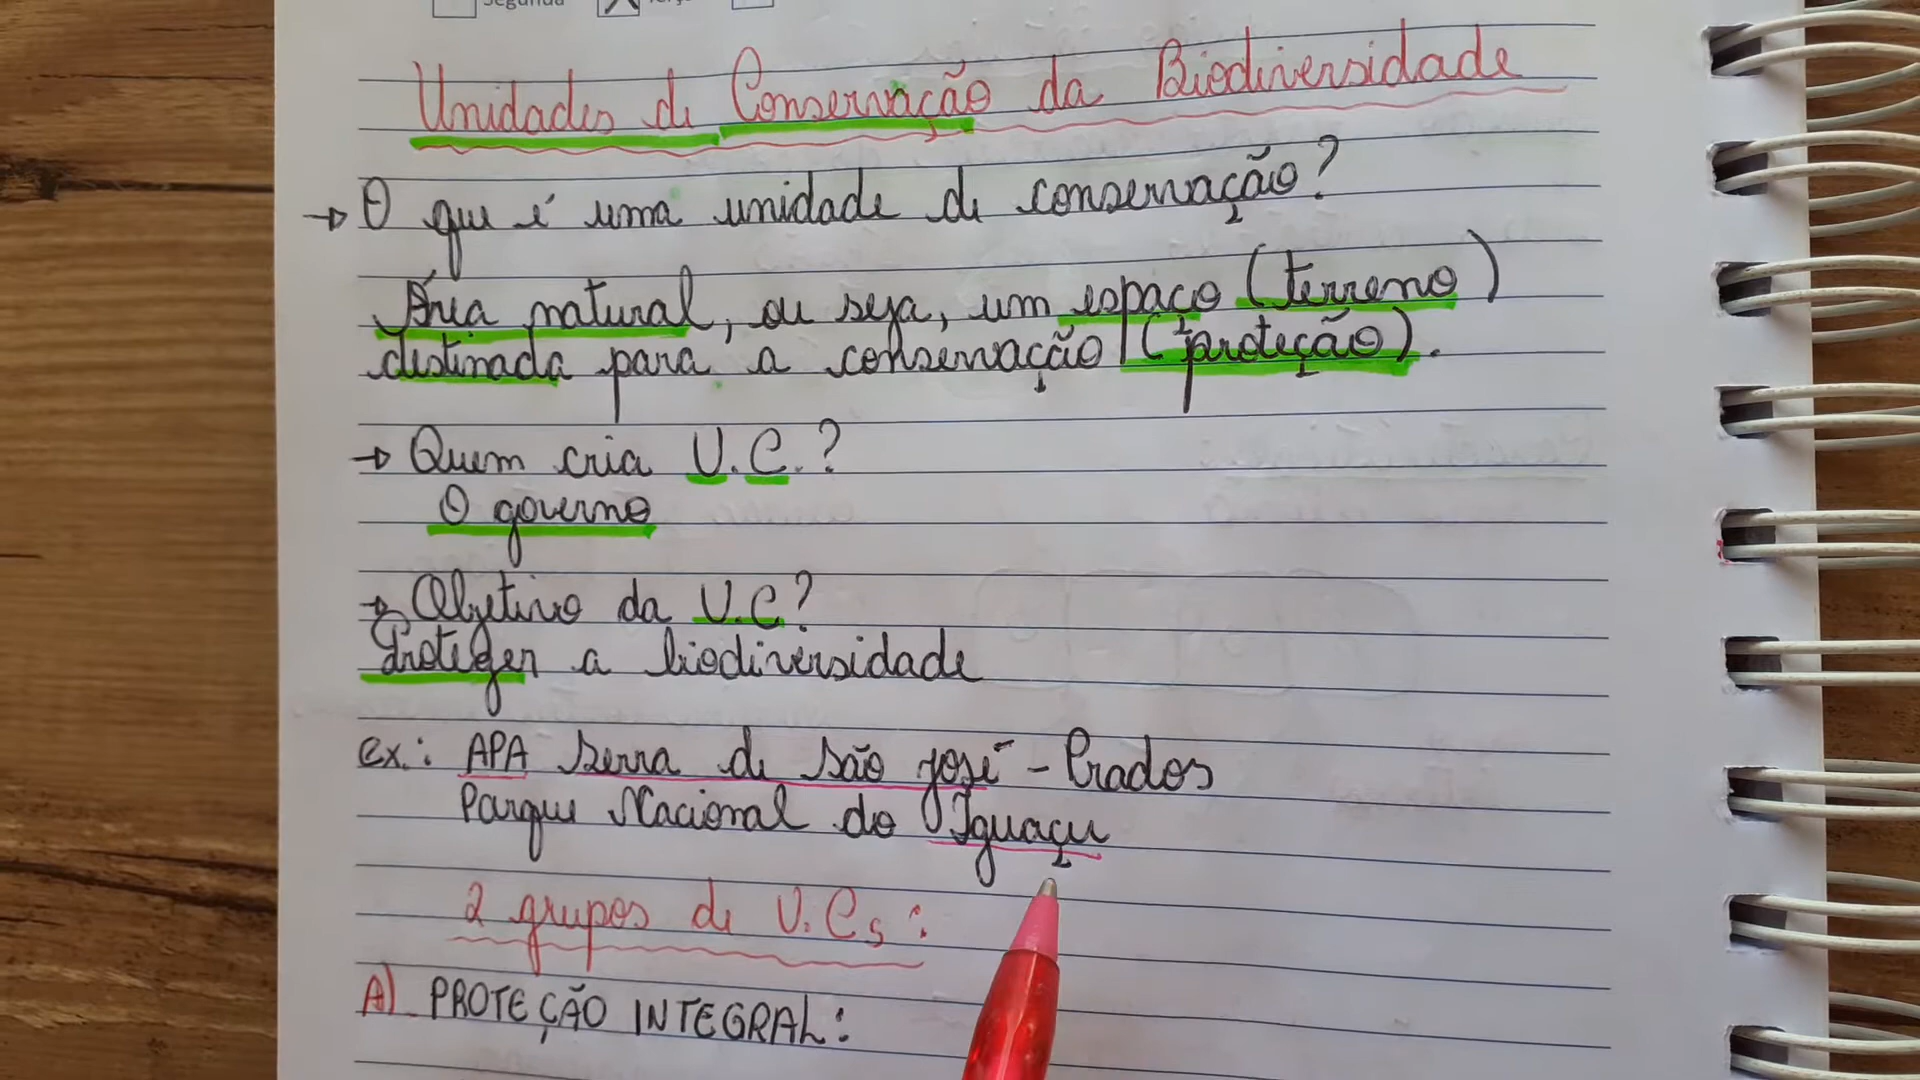 Segunda
Unidades de Conservação da Biodiversidade
→ O que é uma unidade de conservação?
Área natural, ou seja, um espaço (terreno)
destinada para a conservação (proteção).
→ Quem cria U.C.?
O governo
→ Objetivo da U.C?
Proteger a biodiversidade
ex.: APA Serra de São José - Prados
Parque Nacional do Iguaçu
2 grupos de U.Cs:
A) PROTEÇÃO INTEGRAL: